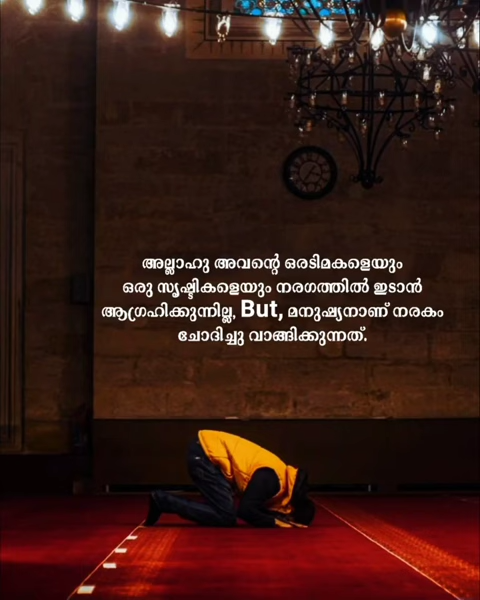 അല്ലാഹു അവന്റെ ഒരടിമകളെയും
ഒരു സൃഷ്ടികളെയും നരഗത്തിൽ ഇടാൻ
ആഗ്രഹിക്കുന്നില്ല. But, മനുഷ്യനാണ് നരകം
ചോദിച്ചു വാങ്ങിക്കുന്നത്.